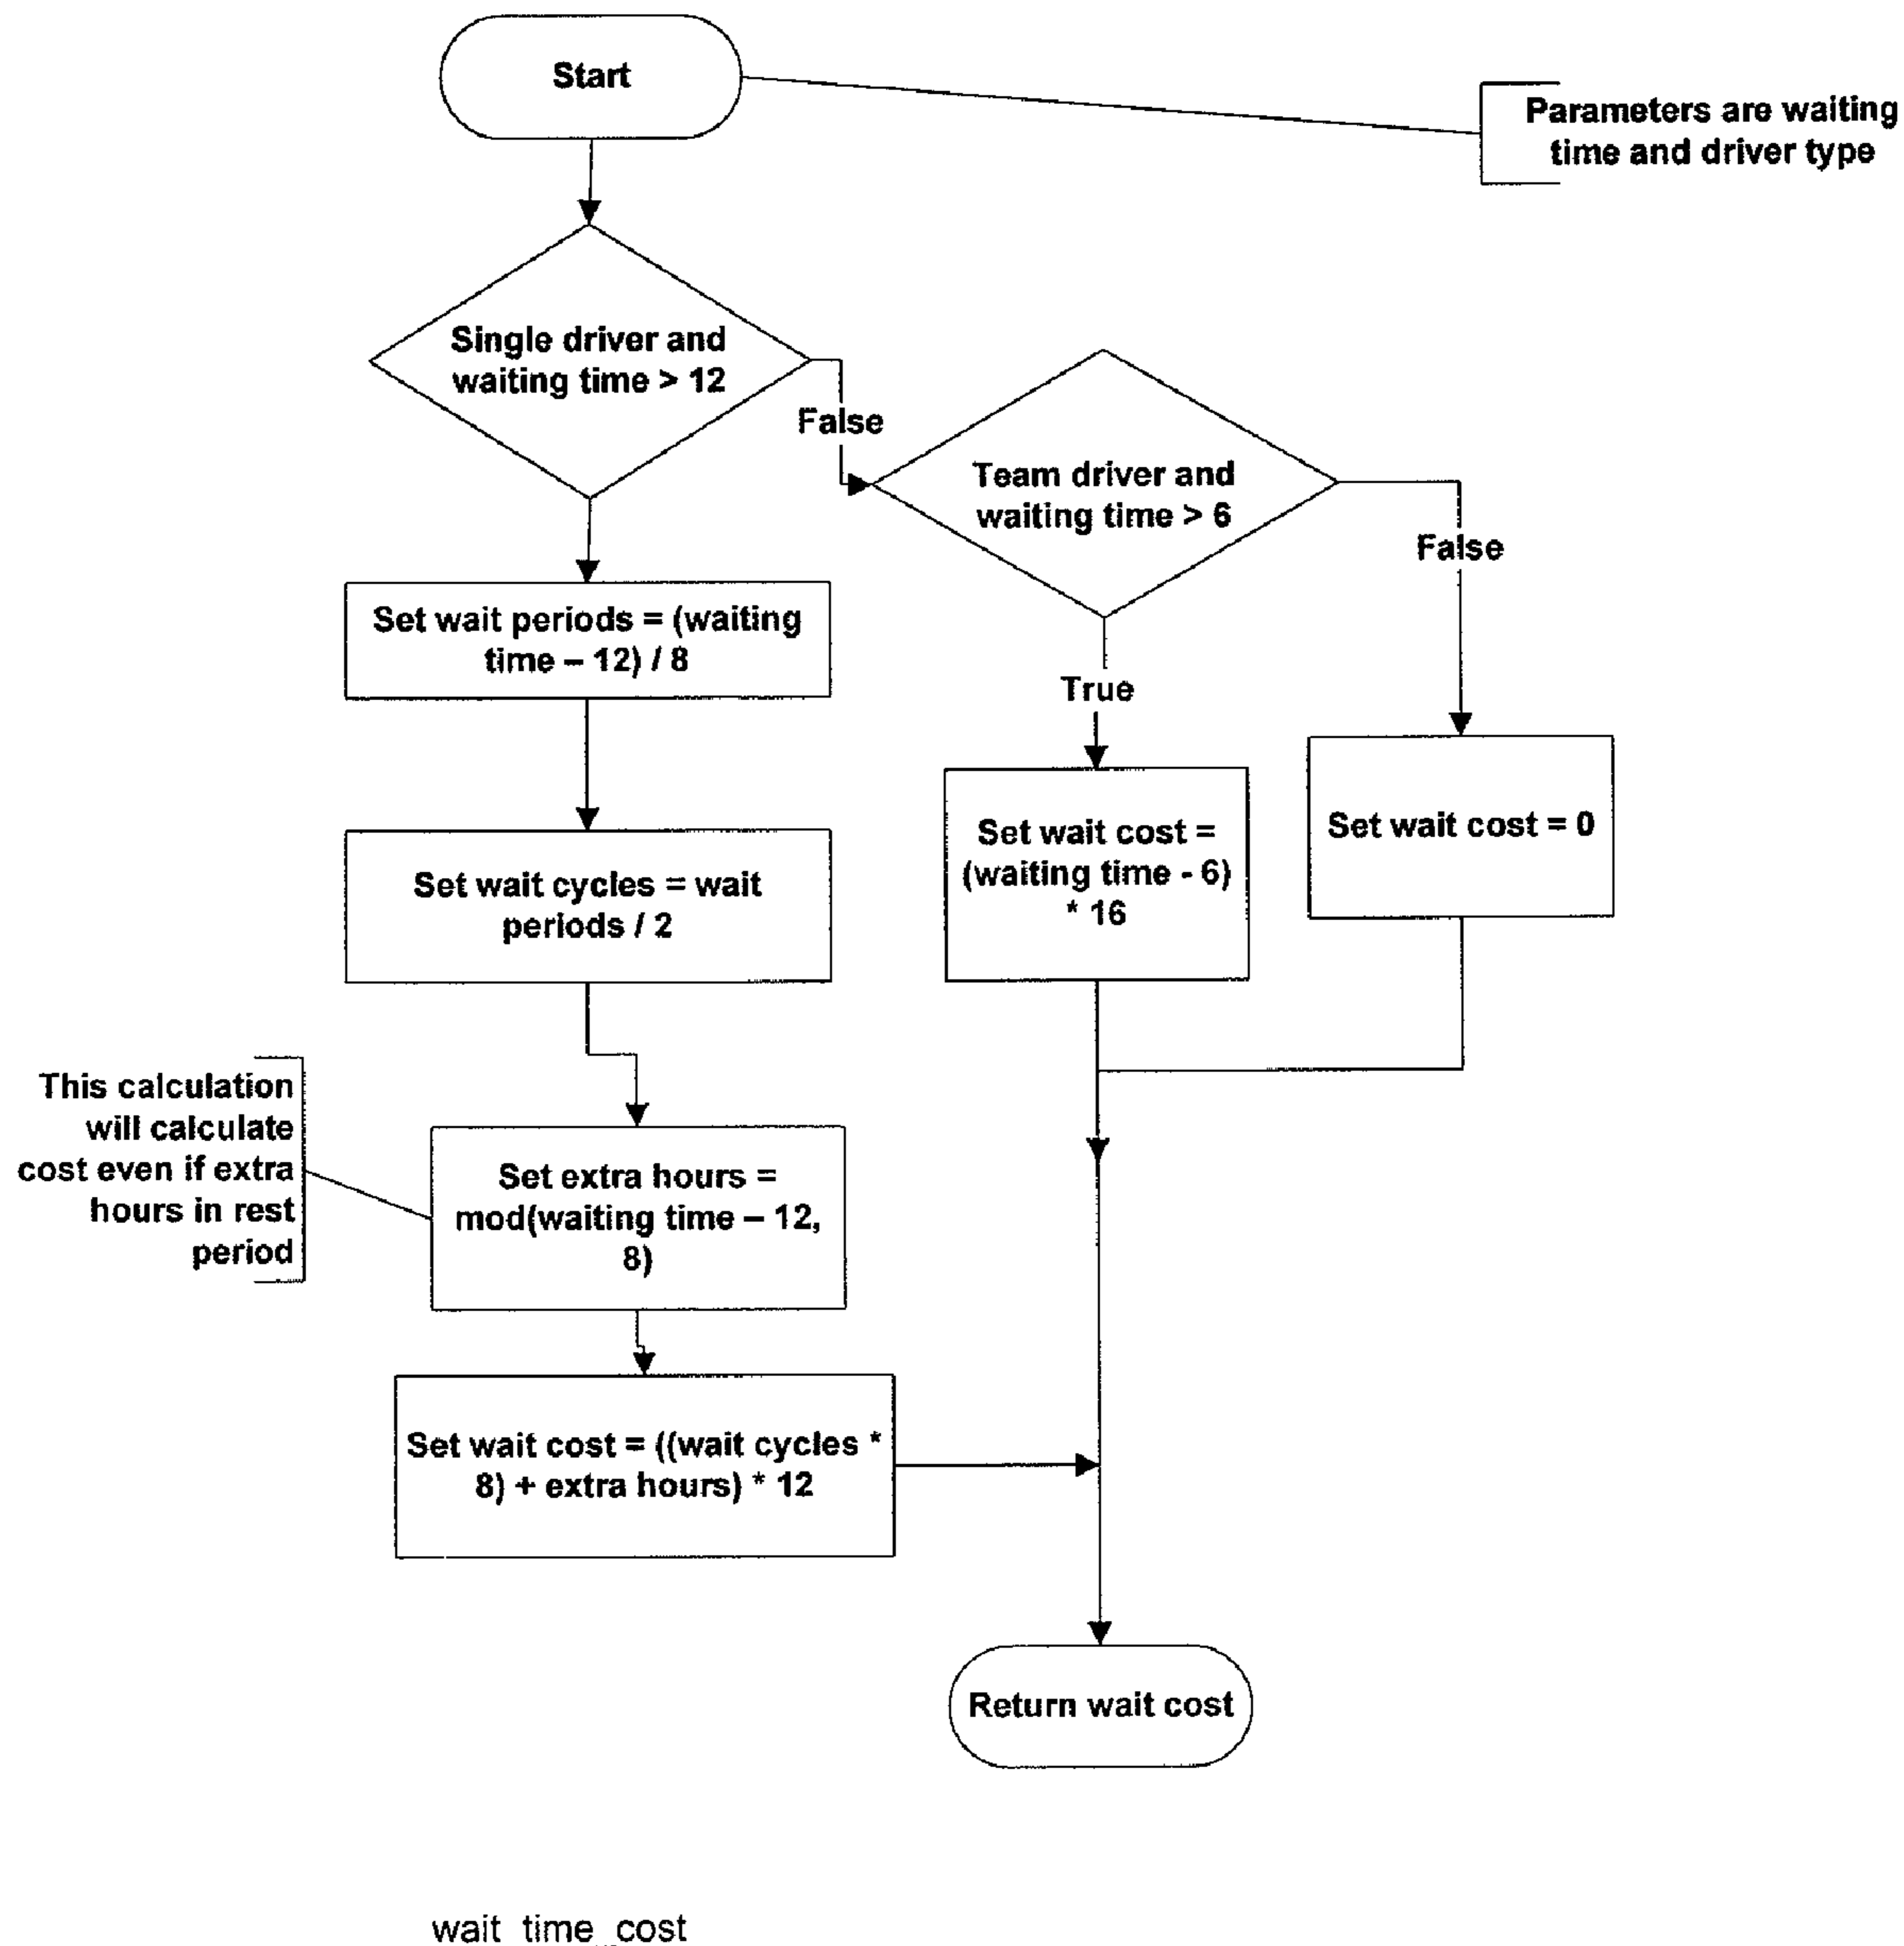 Start
Parameters are waiting
time and driver type
Single driver and
waiting time > 12
False
Team driver and
waiting time > 6
False
Set wait periods = (waiting
time – 12) / 8
True
Set wait cost =
(waiting time - 6)
* 16
Set wait cost = 0
Set wait cycles = wait
periods / 2
This calculation
will calculate
cost even if extra
hours in rest
period
Set extra hours =
mod(waiting time – 12,
8)
Set wait cost = ((wait cycles *
8) + extra hours) * 12
Return wait cost
wait_time_cost